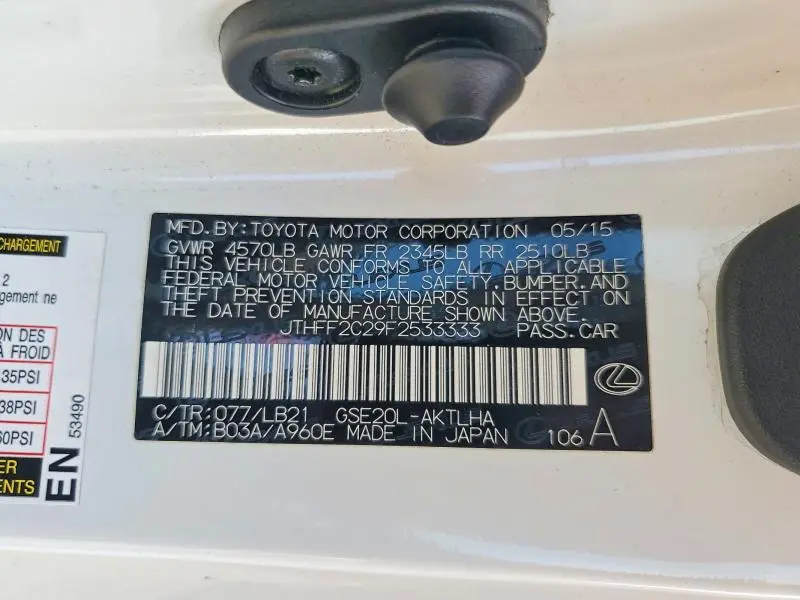 CHARGEMENT
2
gement ne
ON DES
À FROID
35PSI
38PSI
60PSI
ER
ENTS
EN
53490
MFD.BY:TOYOTA MOTOR CORPORATION 05/15
GVWR 4570LB GAWR FR 2345LB RR 2510LB
THIS VEHICLE CONFORMS TO ALL APPLICABLE
FEDERAL MOTOR VEHICLE SAFETY,BUMPER,AND
THEFT PREVENTION STANDARDS IN EFFECT ON
THE DATE OF MANUFACTURE SHOWN ABOVE.
JTHFF2C29F2533333 PASS.CAR
C/TR:077/LB21 GSE20L-AKTLHA
A/TM:B03A/A960E MADE IN JAPAN 106 A